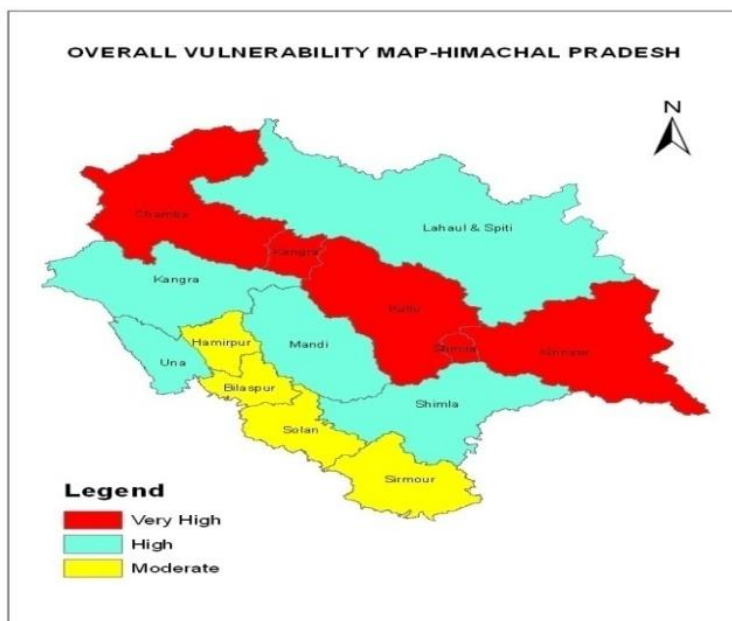 OVERALL VULNERABILITY MAP-HIMACHAL PRADESH
N
Chamba
Lahaul & Spiti
Kangra
Kangra
Kullu
Hamirpur
Mandi
Shimla
Kinnaur
Una
Bilaspur
Shimla
Solan
Sirmour
Legend
Very High
High
Moderate